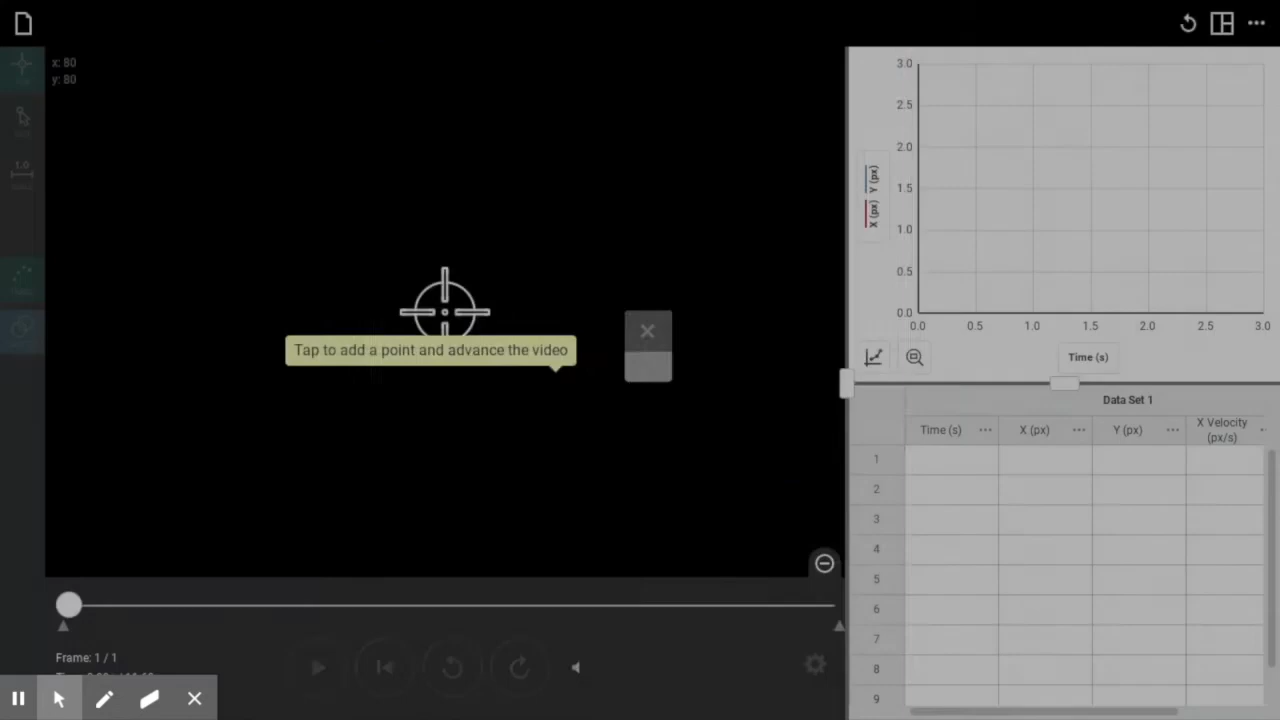 x: 80
y: 80
1.0
Tap to add a point and advance the video
Frame: 1 / 1
3.0
2.5
2.0
1.5
1.0
0.5
0.0
0.0 0.5 1.0 1.5 2.0 2.5 3.0
X (px) Y (px)
Time (s)
Data Set 1
Time (s) ··· X (px) ··· Y (px) ··· X Velocity
(px/s)
1
2
3
4
5
6
7
8
9